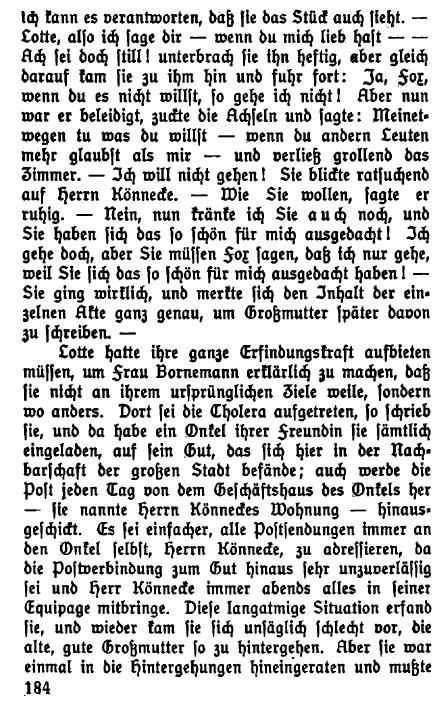 ich kann es verantworten, daß sie das Stück auch sieht. —
Lotte, also ich sage dir — wenn du mich lieb hast — —
Ach sei doch still! unterbrach sie ihn heftig, aber gleich
darauf kam sie zu ihm hin und fuhr fort: Ja, Fox,
wenn du es nicht willst, so gehe ich nicht! Aber nun
war er beleidigt, zuckte die Achseln und sagte: Meinet-
wegen tu was du willst — wenn du andern Leuten
mehr glaubst als mir — und verließ grollend das
Zimmer. — Ich will nicht gehen! Sie blickte ratsuchend
auf Herrn Könnecke. — Wie Sie wollen, sagte er
ruhig. — Nein, nun kränke ich Sie auch noch, und
Sie haben sich das so schön für mich ausgedacht! Ich
gehe doch, aber Sie müssen Fox sagen, daß ich nur gehe,
weil Sie sich das so schön für mich ausgedacht haben! —
Sie ging wirklich, und merkte sich den Inhalt der ein-
zelnen Akte ganz genau, um Großmutter später davon
zu schreiben. —
Lotte hatte ihre ganze Erfindungskraft aufbieten
müssen, um Frau Bornemann erklärlich zu machen, daß
sie nicht an ihrem ursprünglichen Ziele weile, sondern
wo anders. Dort sei die Cholera aufgetreten, so schrieb
sie, und da habe ein Onkel ihrer Freundin sie sämtlich
eingeladen, auf sein Gut, das sich hier in der Nach-
barschaft der großen Stadt befände; auch werde die
Post jeden Tag von dem Geschäftshaus des Onkels her
— sie nannte Herrn Könneckes Wohnung — hinaus-
geschickt. Es sei einfacher, alle Postsendungen immer an
den Onkel selbst, Herrn Könnecke, zu adressieren, da
die Postverbindung zum Gut hinaus sehr unzuverlässig
sei und Herr Könnecke immer abends alles in seiner
Equipage mitbringe. Diese langatmige Situation erfand
sie, und wieder kam sie sich unsäglich schlecht vor, die
alte, gute Großmutter so zu hintergehen. Aber sie war
einmal in die Hintergehungen hineingeraten und mußte
184